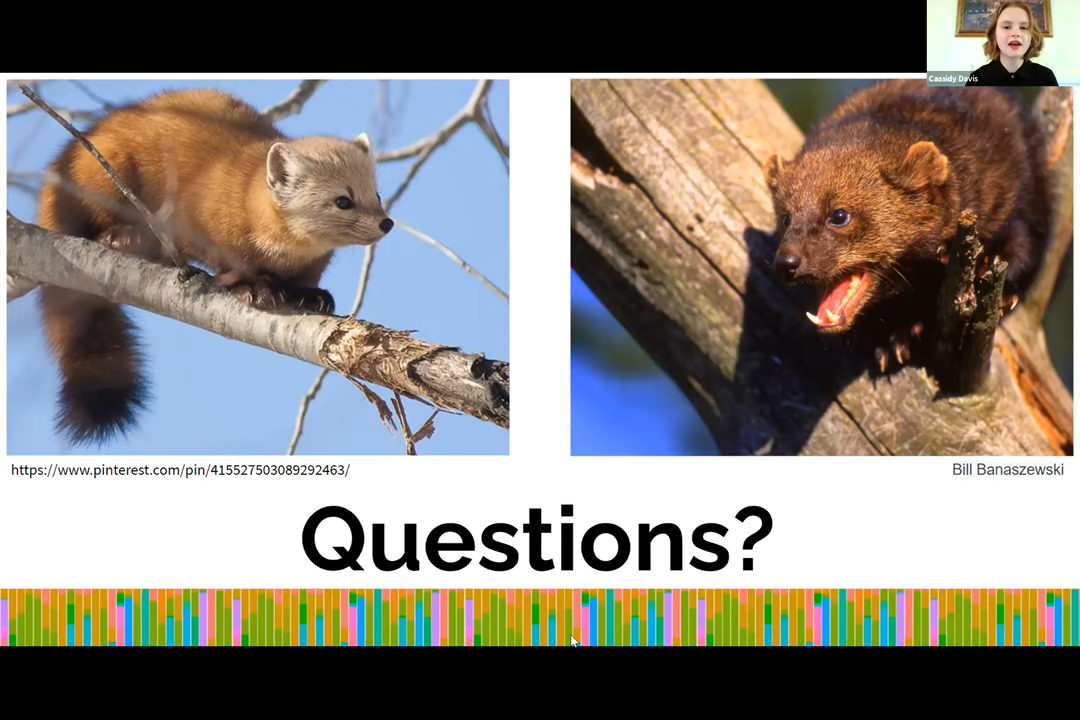 Cassidy Davis
https://www.pinterest.com/pin/415527503089292463/
Bill Banaszewski
Questions?